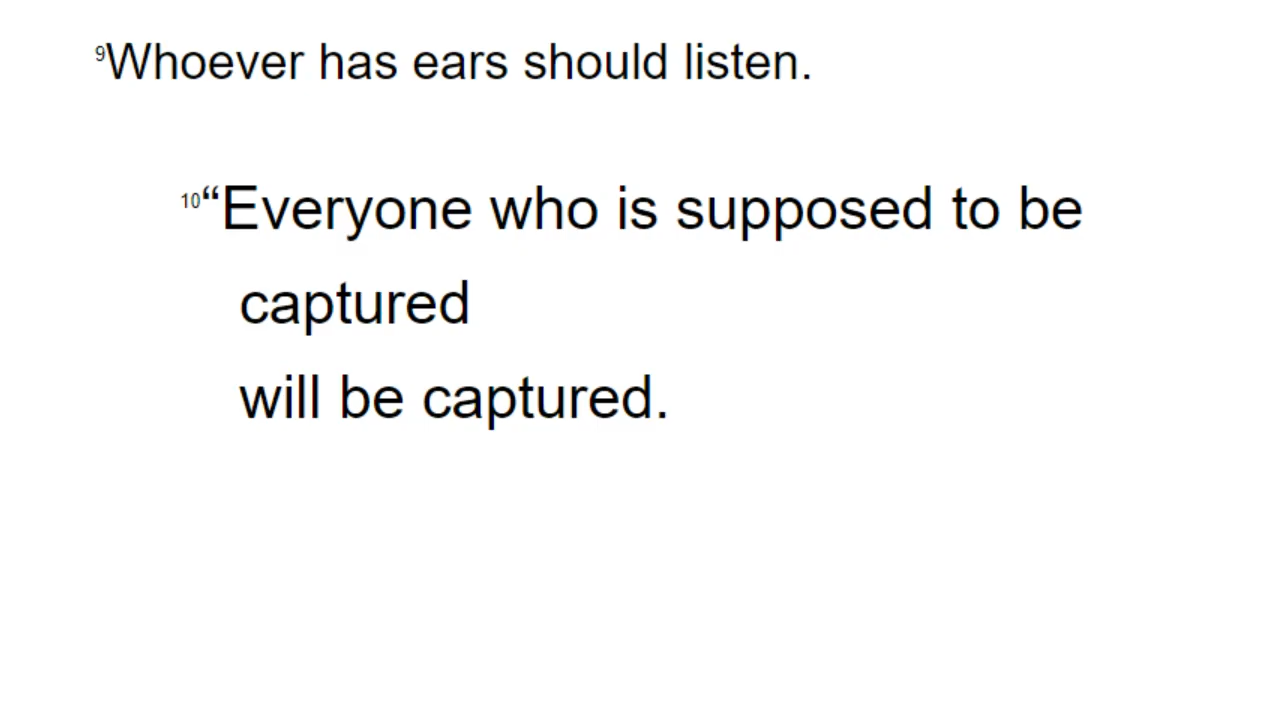 ⁹Whoever has ears should listen.
¹⁰“Everyone who is supposed to be
captured
will be captured.